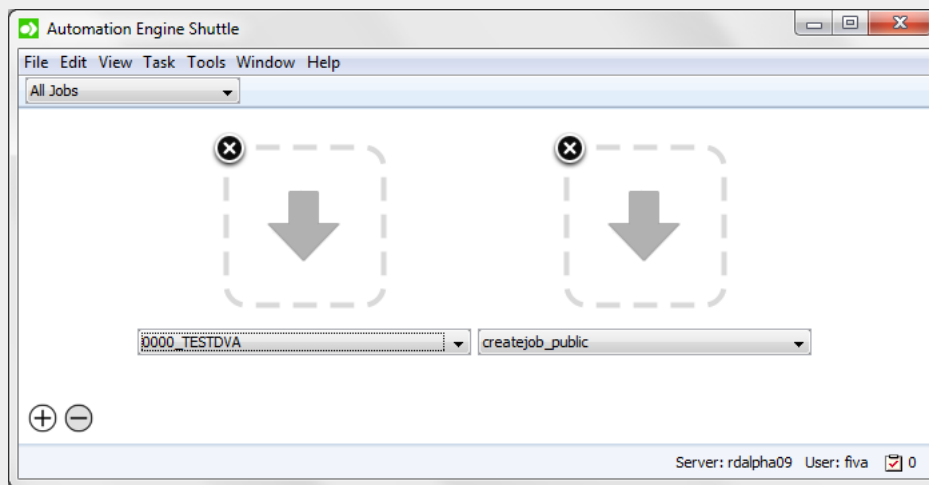 Automation Engine Shuttle
File Edit View Task Tools Window Help
All Jobs
0000_TESTDVA createjob_public
Server: rdalpha09 User: fiva 0